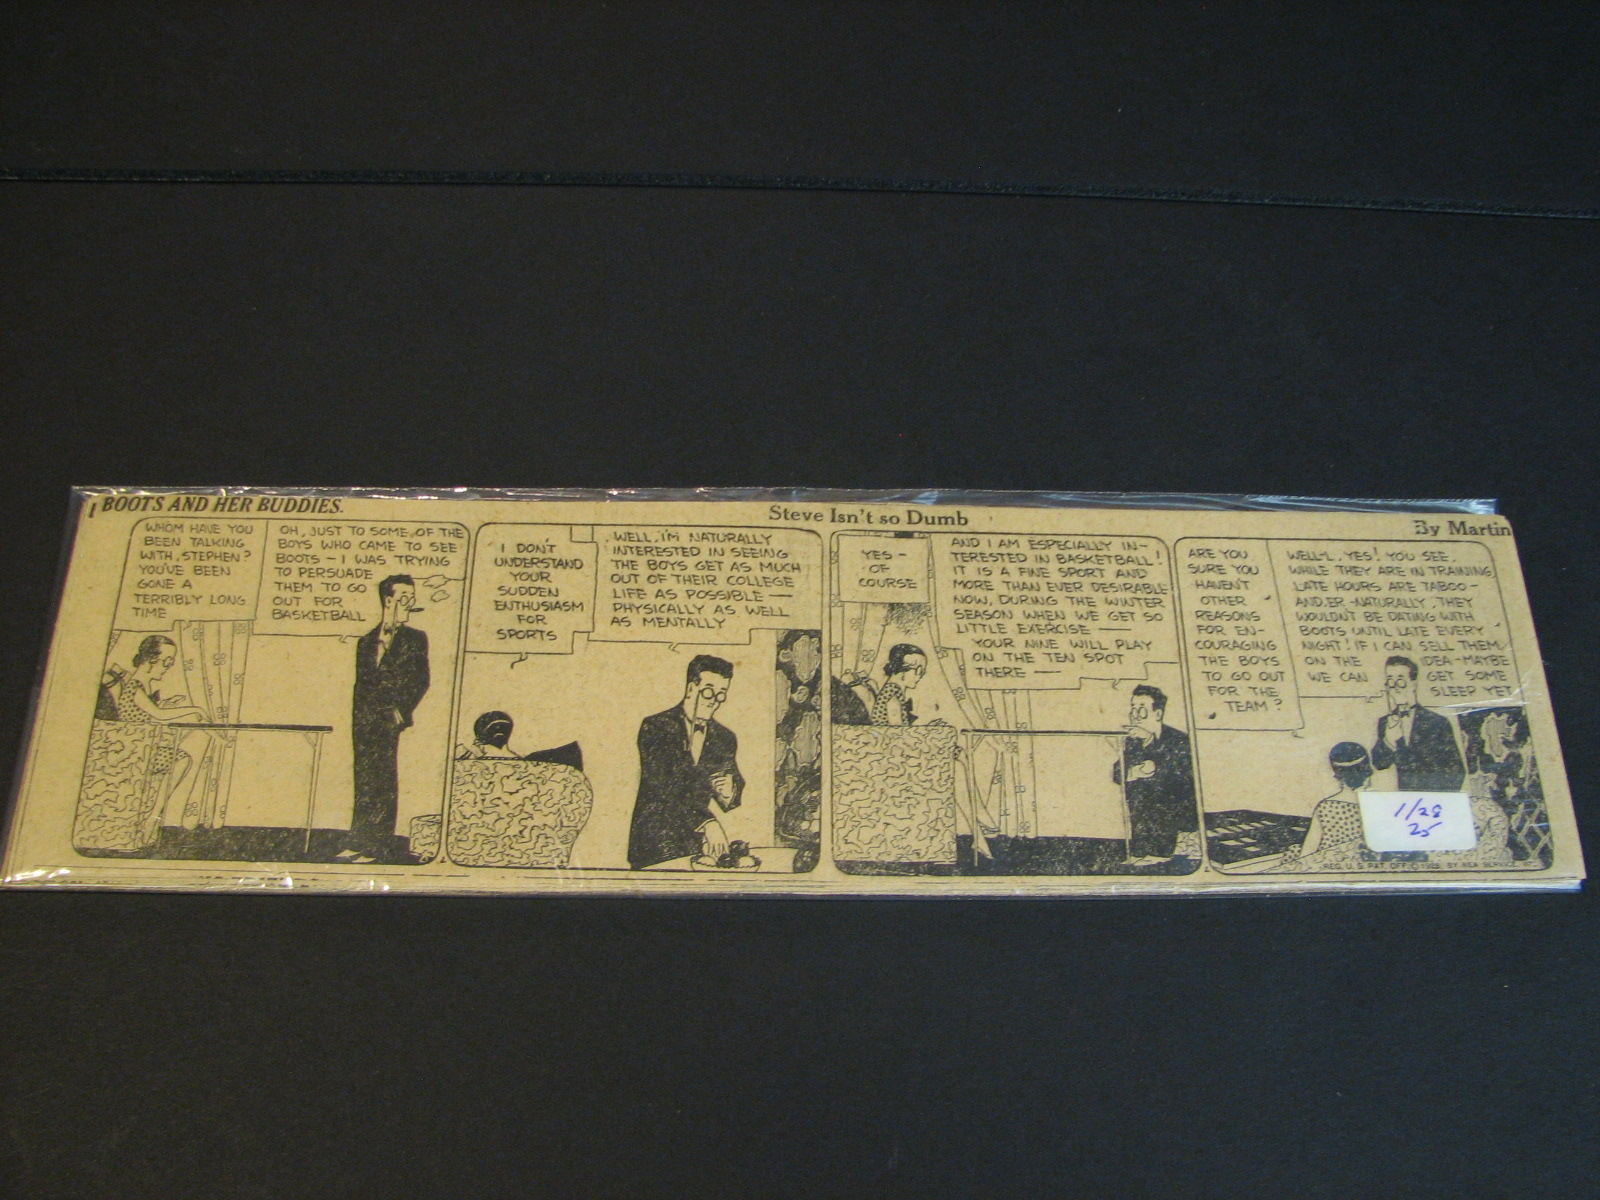 BOOTS AND HER BUDDIES.
Steve Isn't so Dumb
By Martin
WHOM HAVE YOU
BEEN TALKING
WITH, STEPHEN?
YOU'VE BEEN
GONE A
TERRIBLY LONG
TIME
OH, JUST TO SOME OF THE
BOYS WHO CAME TO SEE
BOOTS – I WAS TRYING
TO PERSUADE
THEM TO GO
OUT FOR
BASKETBALL
I DON'T
UNDERSTAND
YOUR
SUDDEN
ENTHUSIASM
FOR
SPORTS
WELL, I'M NATURALLY
INTERESTED IN SEEING
THE BOYS GET AS MUCH
OUT OF THEIR COLLEGE
LIFE AS POSSIBLE —
PHYSICALLY AS WELL
AS MENTALLY
YES –
OF
COURSE
AND I AM ESPECIALLY IN-
TERESTED IN BASKETBALL!
IT IS A FINE SPORT AND
MORE THAN EVER DESIRABLE
NOW, DURING THE WINTER
SEASON WHEN WE GET SO
LITTLE EXERCISE —
YOUR NINE WILL PLAY
ON THE TEN SPOT
THERE —
ARE YOU
SURE YOU
HAVEN'T
OTHER
REASONS
FOR EN-
COURAGING
THE BOYS
TO GO OUT
FOR THE
TEAM?
WELL-L, YES! YOU SEE,
WHILE THEY ARE IN TRAINING
LATE HOURS ARE TABOO –
AND, ER – NATURALLY, THEY
WOULDN'T BE DATING WITH
BOOTS UNTIL LATE EVERY
NIGHT! IF I CAN SELL THEM
ON THE IDEA – MAYBE
WE CAN GET SOME
SLEEP YET
1/28
25
REG. U.S. PAT. OFF. BY NEA SERVICE